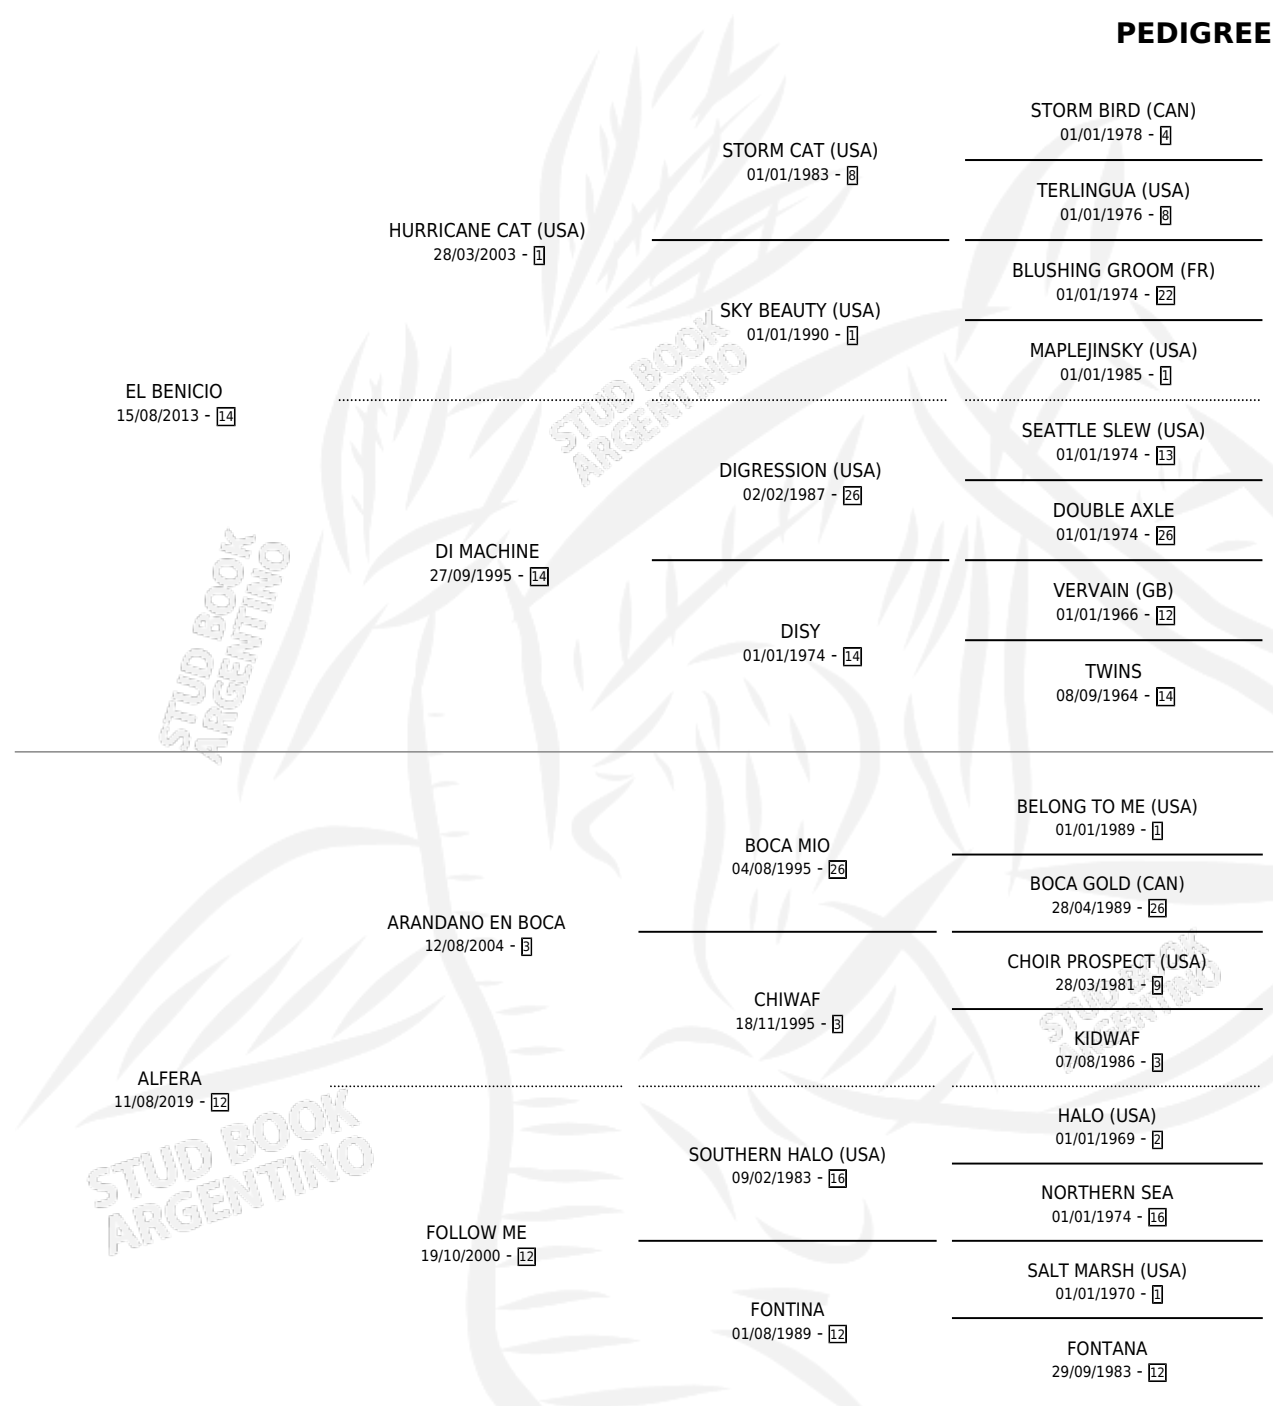 PEDIGREE
STORM BIRD (CAN)
01/01/1978 - 4
STORM CAT (USA)
01/01/1983 - 8
TERLINGUA (USA)
01/01/1976 - 8
HURRICANE CAT (USA)
28/03/2003 - 1
BLUSHING GROOM (FR)
01/01/1974 - 22
SKY BEAUTY (USA)
01/01/1990 - 1
MAPLEJINSKY (USA)
01/01/1985 - 1
EL BENICIO
15/08/2013 - 14
SEATTLE SLEW (USA)
01/01/1974 - 13
DIGRESSION (USA)
02/02/1987 - 26
DOUBLE AXLE
01/01/1974 - 26
DI MACHINE
27/09/1995 - 14
VERVAIN (GB)
01/01/1966 - 12
DISY
01/01/1974 - 14
TWINS
08/09/1964 - 14
STUD BOOK
ARGENTINO
STUD BOOK
ARGENTINO
BELONG TO ME (USA)
01/01/1989 - 1
BOCA MIO
04/08/1995 - 26
BOCA GOLD (CAN)
28/04/1989 - 26
ARANDANO EN BOCA
12/08/2004 - 3
CHOIR PROSPECT (USA)
28/03/1981 - 9
CHIWAF
18/11/1995 - 3
KIDWAF
07/08/1986 - 3
STUD BOOK
ARGENTINO
ALFERA
11/08/2019 - 12
HALO (USA)
01/01/1969 - 2
SOUTHERN HALO (USA)
09/02/1983 - 16
NORTHERN SEA
01/01/1974 - 16
FOLLOW ME
19/10/2000 - 12
SALT MARSH (USA)
01/01/1970 - 1
FONTINA
01/08/1989 - 12
FONTANA
29/09/1983 - 12
STUD BOOK
ARGENTINO